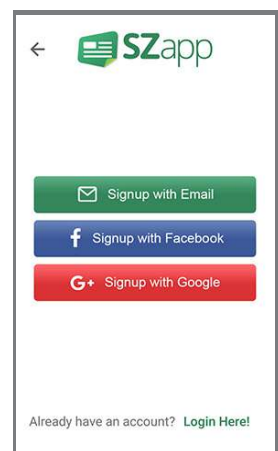 SZapp
Signup with Email
Signup with Facebook
G+ Signup with Google
Already have an account? Login Here!